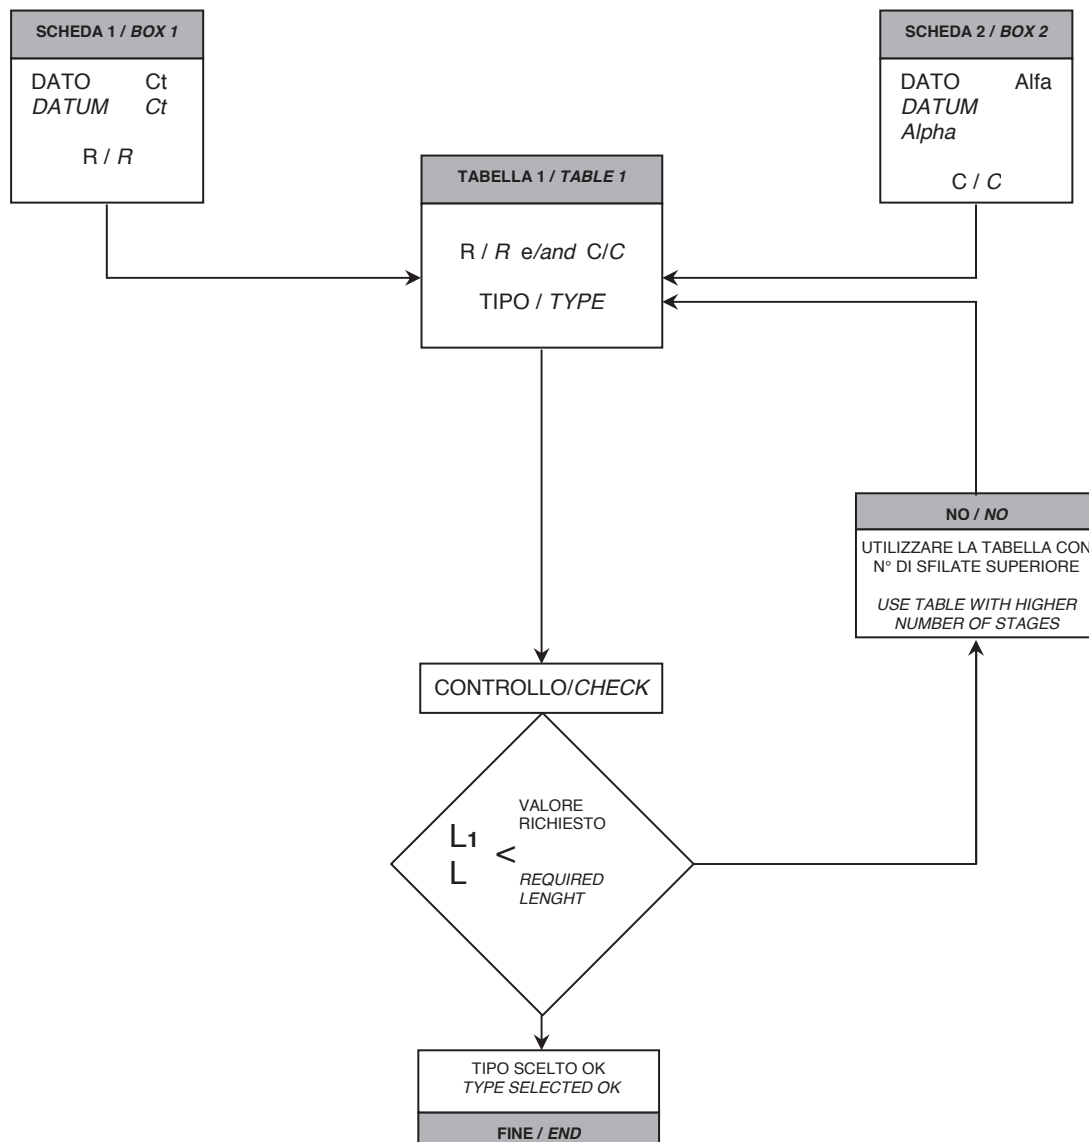 SCHEDA 1 / BOX 1
DATO Ct
DATUM Ct
R / R
SCHEDA 2 / BOX 2
DATO Alfa
DATUM
Alpha
C / C
TABELLA 1 / TABLE 1
R / R e/and C/C
TIPO / TYPE
NO / NO
UTILIZZARE LA TABELLA CON
N° DI SFILATE SUPERIORE
USE TABLE WITH HIGHER
NUMBER OF STAGES
CONTROLLO/CHECK
VALORE
RICHIESTO
L1
<
L
REQUIRED
LENGHT
TIPO SCELTO OK
TYPE SELECTED OK
FINE / END